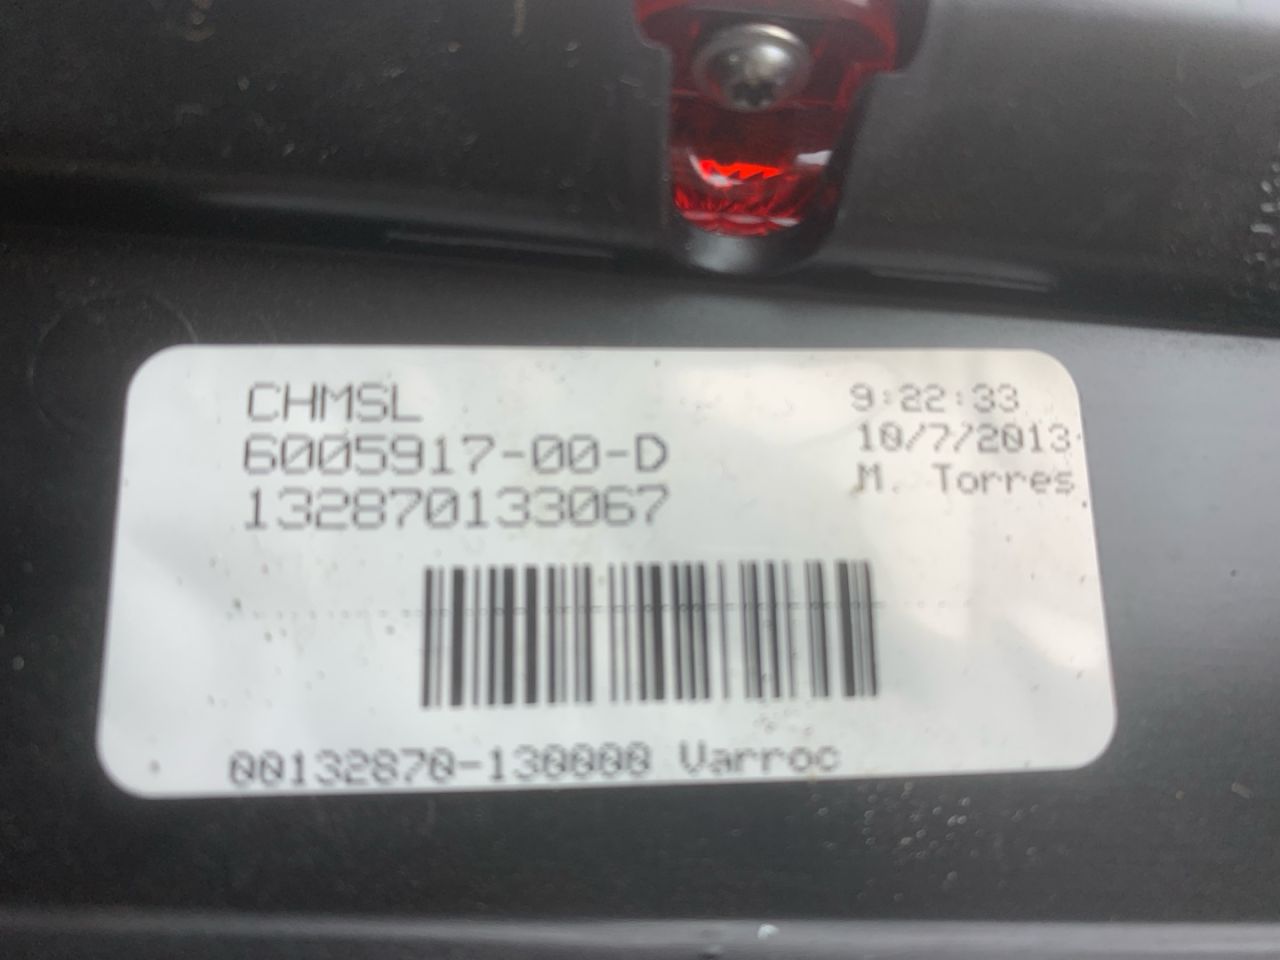 CHMSL
6005917-00-D
132870133067
9:22:33
10/7/2013
M. Torres
00132870-130000 Varroc